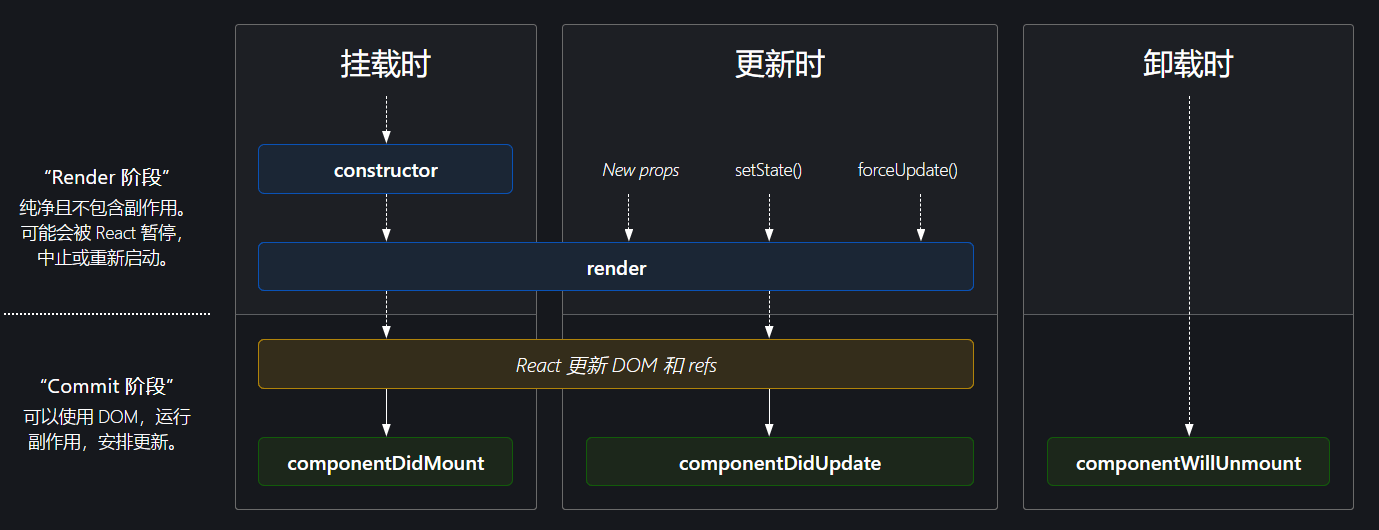 挂载时
更新时
卸载时
“Render 阶段”
纯净且不包含副作用。
可能会被 React 暂停，
中止或重新启动。
constructor
New props
setState()
forceUpdate()
render
“Commit 阶段”
可以使用 DOM，运行
副作用，安排更新。
React 更新 DOM 和 refs
componentDidMount
componentDidUpdate
componentWillUnmount